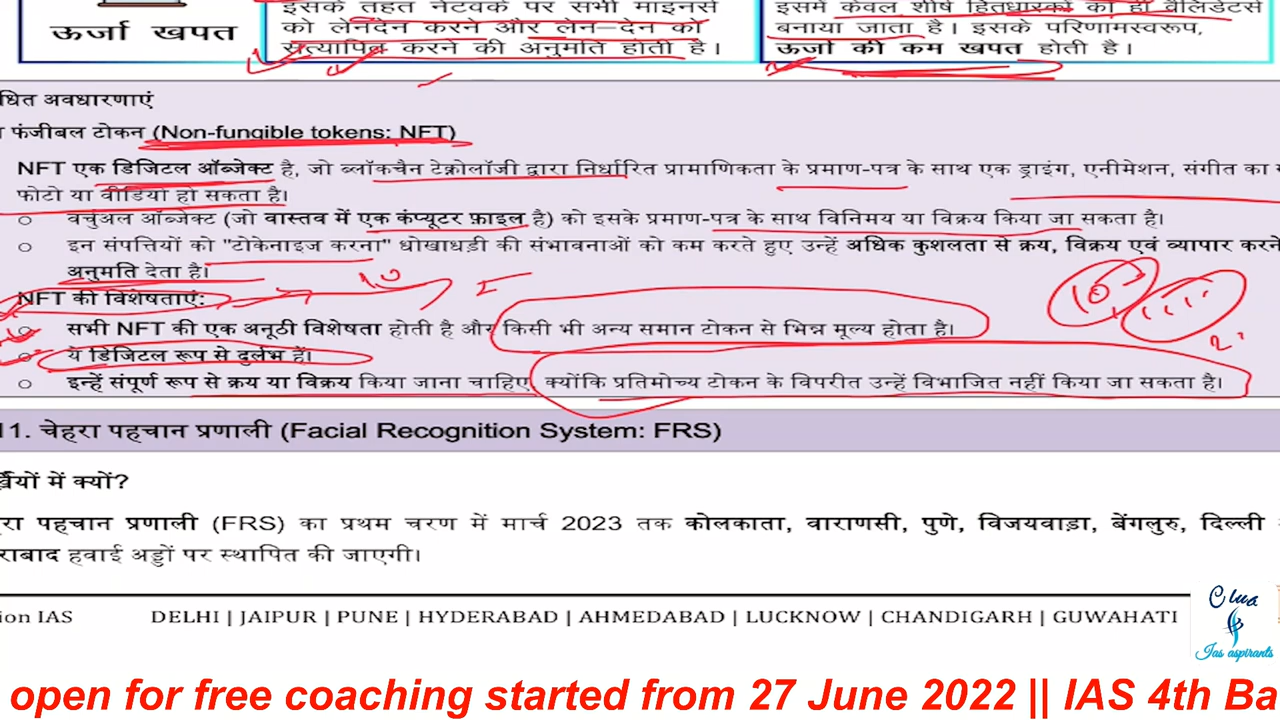 ऊर्जा खपत
इसके तहत नेटवर्क पर सभी माइनर्स
को लेनदेन करने और लेन–देन को
सत्यापित करने की अनुमति होती है।
इसमें केवल शीर्ष हितधारकों को ही वैलिडेटर्स
बनाया जाता है। इसके परिणामस्वरूप,
ऊर्जा की कम खपत होती है।
धित अवधारणाएं
फंजीबल टोकन (Non-fungible tokens: NFT)
NFT एक डिजिटल ऑब्जेक्ट है, जो ब्लॉकचैन टेक्नोलॉजी द्वारा निर्धारित प्रामाणिकता के प्रमाण-पत्र के साथ एक ड्राइंग, एनीमेशन, संगीत का
फोटो या वीडियो हो सकता है।
o वर्चुअल ऑब्जेक्ट (जो वास्तव में एक कंप्यूटर फ़ाइल है) को इसके प्रमाण-पत्र के साथ विनिमय या विक्रय किया जा सकता है।
o इन संपत्तियों को "टोकेनाइज करना" धोखाधड़ी की संभावनाओं को कम करते हुए उन्हें अधिक कुशलता से क्रय, विक्रय एवं व्यापार करने
अनुमति देता है।
NFT की विशेषताएं:
10
सभी NFT की एक अनूठी विशेषता होती है और किसी भी अन्य समान टोकन से भिन्न मूल्य होता है।
ये डिजिटल रूप से दुर्लभ हैं।
o इन्हें संपूर्ण रूप से क्रय या विक्रय किया जाना चाहिए क्योंकि प्रतिमोच्य टोकन के विपरीत उन्हें विभाजित नहीं किया जा सकता है।
11. चेहरा पहचान प्रणाली (Facial Recognition System: FRS)
र्ख़ियों में क्यों?
रा पहचान प्रणाली (FRS) का प्रथम चरण में मार्च 2023 तक कोलकाता, वाराणसी, पुणे, विजयवाड़ा, बेंगलुरु, दिल्ली
राबाद हवाई अड्डों पर स्थापित की जाएगी।
ion IAS DELHI | JAIPUR | PUNE | HYDERABAD | AHMEDABAD | LUCKNOW | CHANDIGARH | GUWAHATI
Clue
Ias aspirants
open for free coaching started from 27 June 2022 || IAS 4th Ba